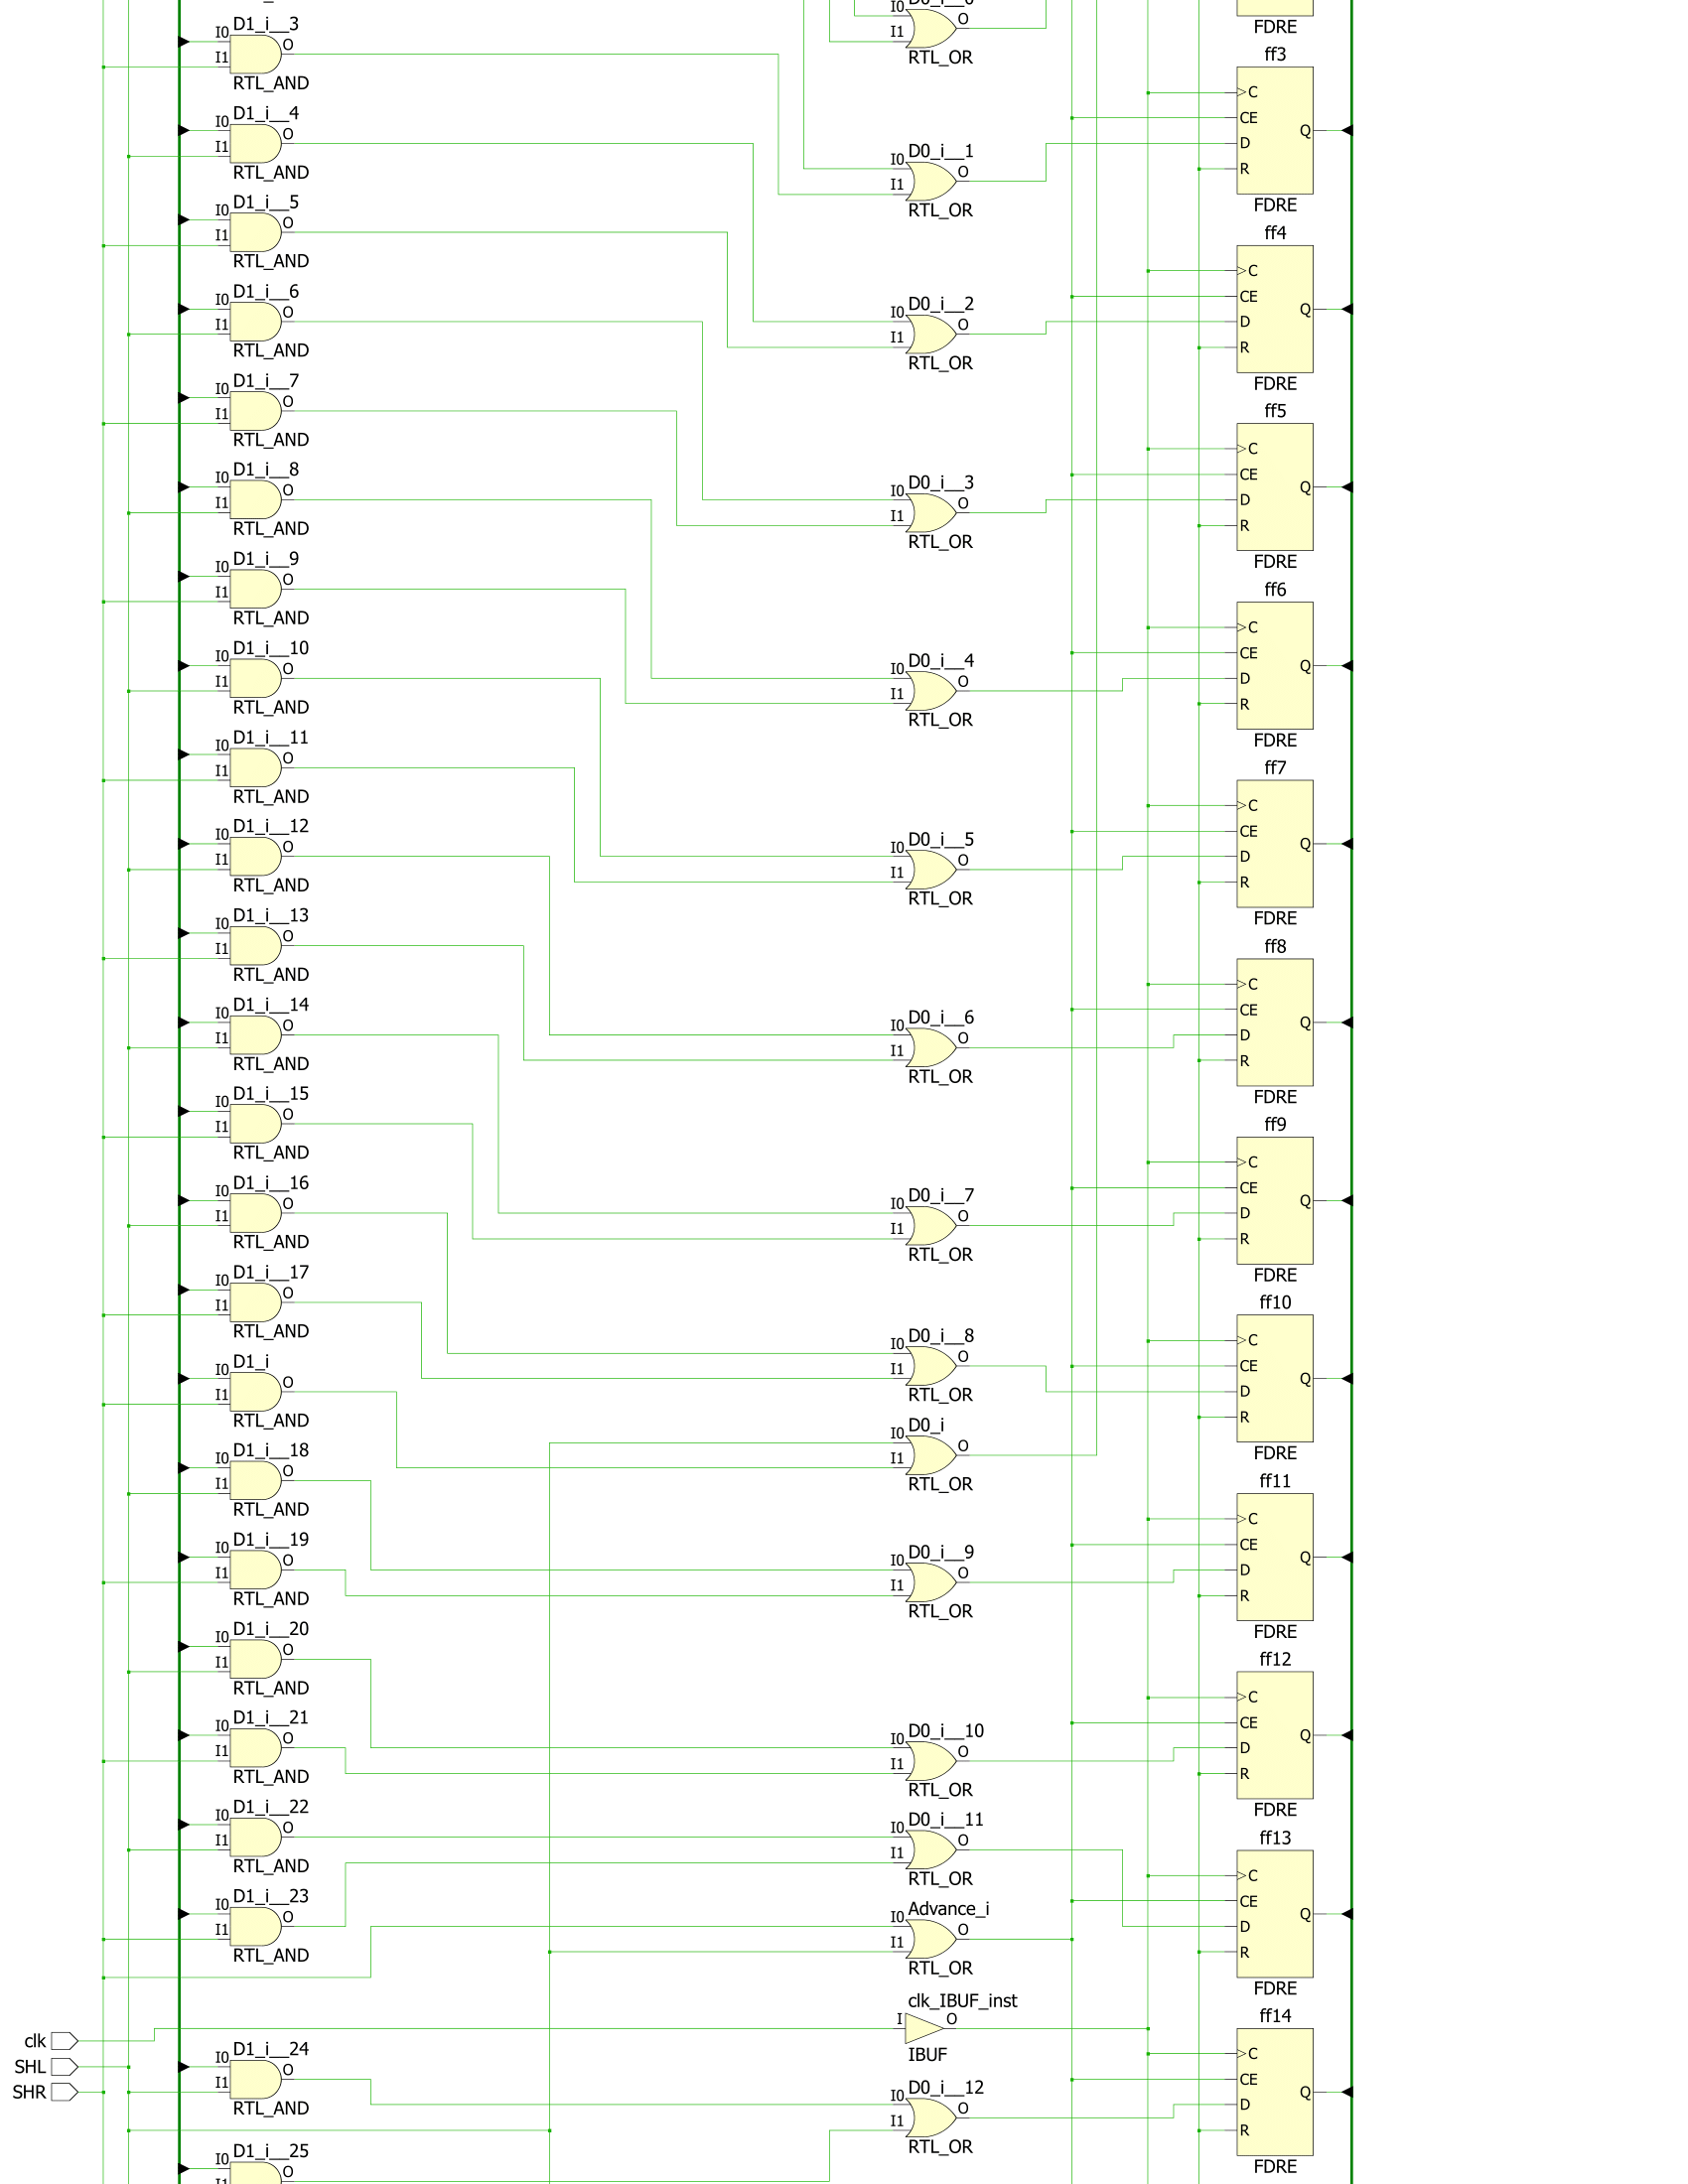 D1_i__3
I0 O
I1
RTL_AND
D1_i__4
I0 O
I1
RTL_AND
D1_i__5
I0 O
I1
RTL_AND
D1_i__6
I0 O
I1
RTL_AND
D1_i__7
I0 O
I1
RTL_AND
D1_i__8
I0 O
I1
RTL_AND
D1_i__9
I0 O
I1
RTL_AND
D1_i__10
I0 O
I1
RTL_AND
D1_i__11
I0 O
I1
RTL_AND
D1_i__12
I0 O
I1
RTL_AND
D1_i__13
I0 O
I1
RTL_AND
D1_i__14
I0 O
I1
RTL_AND
D1_i__15
I0 O
I1
RTL_AND
D1_i__16
I0 O
I1
RTL_AND
D1_i__17
I0 O
I1
RTL_AND
D1_i
I0 O
I1
RTL_AND
D1_i__18
I0 O
I1
RTL_AND
D1_i__19
I0 O
I1
RTL_AND
D1_i__20
I0 O
I1
RTL_AND
D1_i__21
I0 O
I1
RTL_AND
D1_i__22
I0 O
I1
RTL_AND
D1_i__23
I0 O
I1
RTL_AND
clk
SHL
SHR
D1_i__24
I0 O
I1
RTL_AND
D1_i__25
I0 O
I1
I0 O
I1
RTL_OR
D0_i__1
I0 O
I1
RTL_OR
D0_i__2
I0 O
I1
RTL_OR
D0_i__3
I0 O
I1
RTL_OR
D0_i__4
I0 O
I1
RTL_OR
D0_i__5
I0 O
I1
RTL_OR
D0_i__6
I0 O
I1
RTL_OR
D0_i__7
I0 O
I1
RTL_OR
D0_i__8
I0 O
I1
RTL_OR
D0_i
I0 O
I1
RTL_OR
D0_i__9
I0 O
I1
RTL_OR
D0_i__10
I0 O
I1
RTL_OR
D0_i__11
I0 O
I1
RTL_OR
Advance_i
I0 O
I1
RTL_OR
clk_IBUF_inst
I O
IBUF
D0_i__12
I0 O
I1
RTL_OR
FDRE
ff3
C
CE
Q
D
R
FDRE
ff4
C
CE
Q
D
R
FDRE
ff5
C
CE
Q
D
R
FDRE
ff6
C
CE
Q
D
R
FDRE
ff7
C
CE
Q
D
R
FDRE
ff8
C
CE
Q
D
R
FDRE
ff9
C
CE
Q
D
R
FDRE
ff10
C
CE
Q
D
R
FDRE
ff11
C
CE
Q
D
R
FDRE
ff12
C
CE
Q
D
R
FDRE
ff13
C
CE
Q
D
R
FDRE
ff14
C
CE
Q
D
R
FDRE